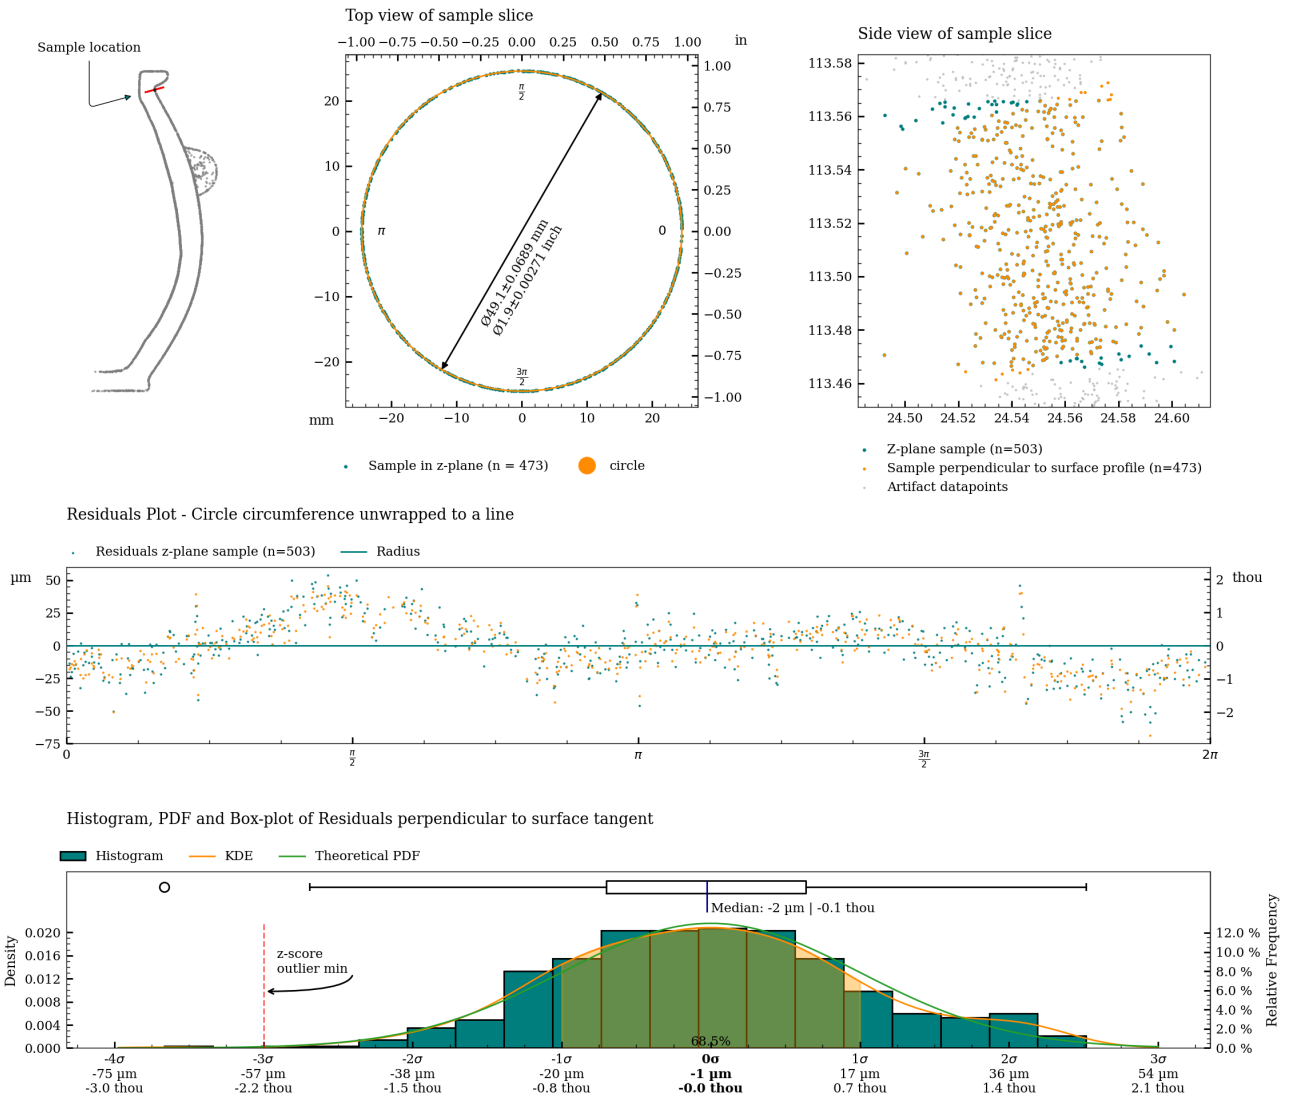 Top view of sample slice
Sample location
−1.00 −0.75 −0.50 −0.25 0.00 0.25 0.50 0.75 1.00 in
20
10
0
−10
−20
mm
−20 −10 0 10 20
1.00
0.75
0.50
0.25
0.00
−0.25
−0.50
−0.75
−1.00
π/2
π
0
3π/2
Ø49.1±0.0689 mm
Ø1.9±0.00271 inch
Sample in z-plane (n = 473)
circle
Side view of sample slice
113.58
113.56
113.54
113.52
113.50
113.48
113.46
24.50 24.52 24.54 24.56 24.58 24.60
Z-plane sample (n=503)
Sample perpendicular to surface profile (n=473)
Artifact datapoints
Residuals Plot - Circle circumference unwrapped to a line
Residuals z-plane sample (n=503)
Radius
µm
50
25
0
−25
−50
−75
thou
2
1
0
−1
−2
0 π/2 π 3π/2 2π
Histogram, PDF and Box-plot of Residuals perpendicular to surface tangent
Histogram
KDE
Theoretical PDF
Median: -2 µm | -0.1 thou
z-score
outlier min
68.5%
Density
0.020
0.016
0.012
0.008
0.004
0.000
Relative Frequency
12.0 %
10.0 %
8.0 %
6.0 %
4.0 %
2.0 %
0.0 %
-4σ -3σ -2σ -1σ 0σ 1σ 2σ 3σ
-75 µm -57 µm -38 µm -20 µm -1 µm 17 µm 36 µm 54 µm
-3.0 thou -2.2 thou -1.5 thou -0.8 thou -0.0 thou 0.7 thou 1.4 thou 2.1 thou